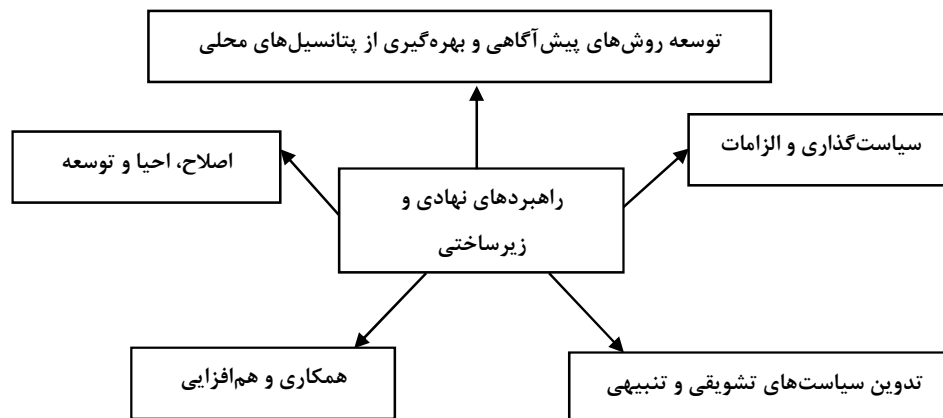 توسعه روش‌های پیش‌آگاهی و بهره‌گیری از پتانسیل‌های محلی
سیاست‌گذاری و الزامات
اصلاح، احیا و توسعه
راهبردهای نهادی و
زیرساختی
تدوین سیاست‌های تشویقی و تنبیهی
همکاری و هم‌افزایی